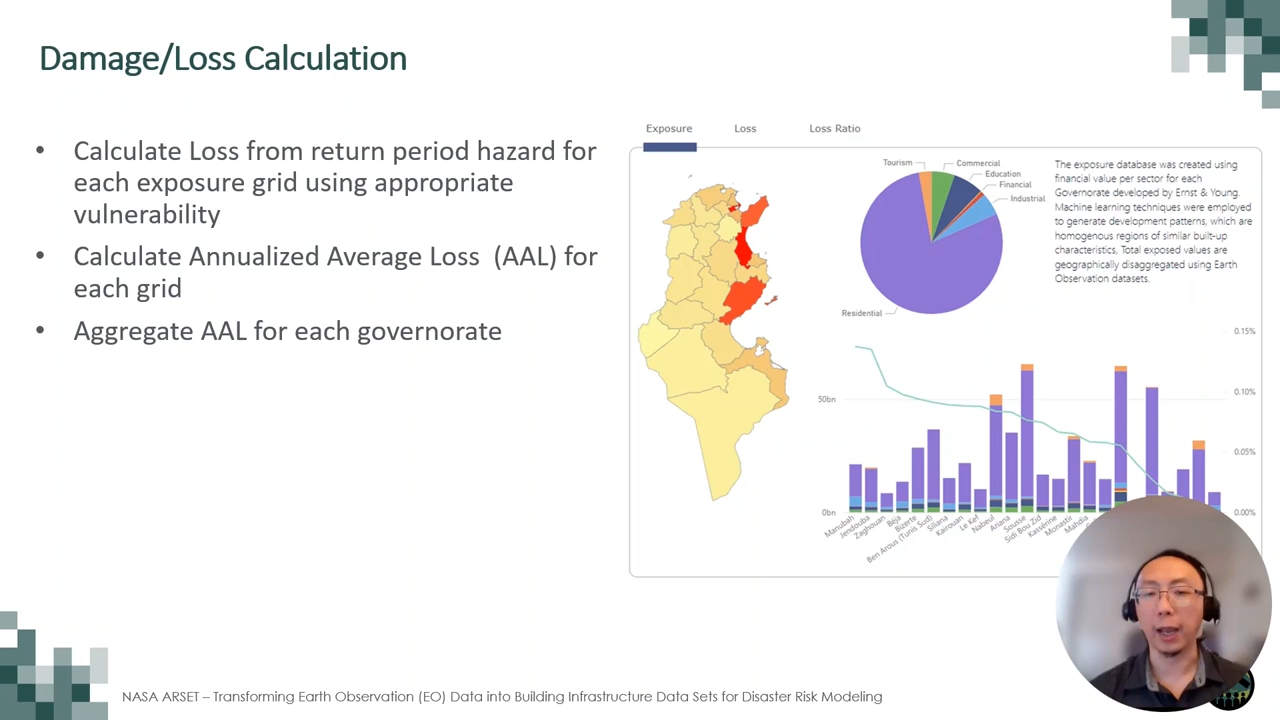 Damage/Loss Calculation
• Calculate Loss from return period hazard for
each exposure grid using appropriate
vulnerability
• Calculate Annualized Average Loss (AAL) for
each grid
• Aggregate AAL for each governorate
Exposure Loss Loss Ratio
Tourism
Commercial
Education
Financial
Industrial
Residential
The exposure database was created using
financial value per sector for each
Governorate developed by Ernst & Young.
Machine learning techniques were employed
to generate development patterns, which are
homogenous regions of similar built-up
characteristics, Total exposed values are
geographically disaggregated using Earth
Observation datasets.
0.15%
0.10%
50bn
0.05%
0bn
0.00%
Manubah
Jendouba
Zaghouan
Béja
Bizerte
Ben Arous (Tunis Sud)
Siliana
Kairouan
Le Kef
Nabeul
Ariana
Sousse
Sidi Bou Zid
Kassérine
Monastir
Mahdia
NASA ARSET – Transforming Earth Observation (EO) Data into Building Infrastructure Data Sets for Disaster Risk Modeling